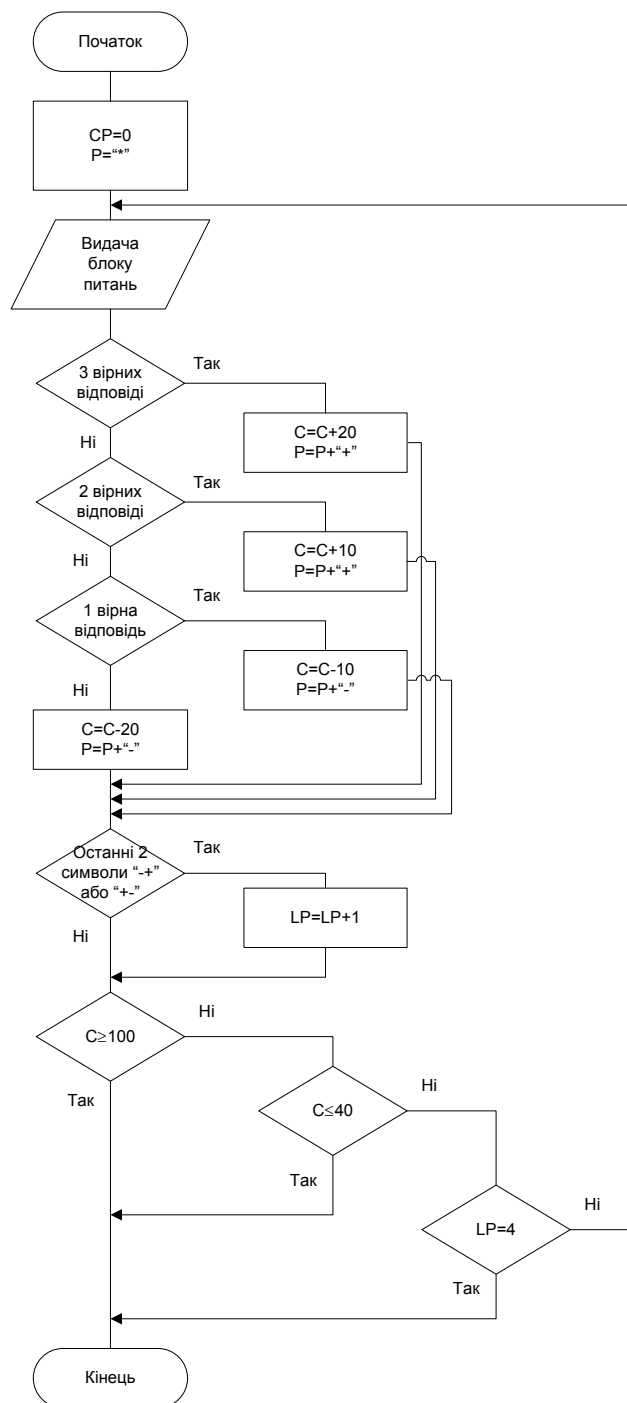 Початок
CP=0
P=“*”
Видача
блоку
питань
3 вірних
відповіді
Так
Ні
C=C+20
P=P+“+”
2 вірних
відповіді
Так
Ні
C=C+10
P=P+“+”
1 вірна
відповідь
Так
Ні
C=C-10
P=P+“-”
C=C-20
P=P+“-”
Останні 2
символи “-+”
або “+-”
Так
Ні
LP=LP+1
C≥100
Ні
Так
C≤40
Ні
Так
LP=4
Ні
Так
Кінець